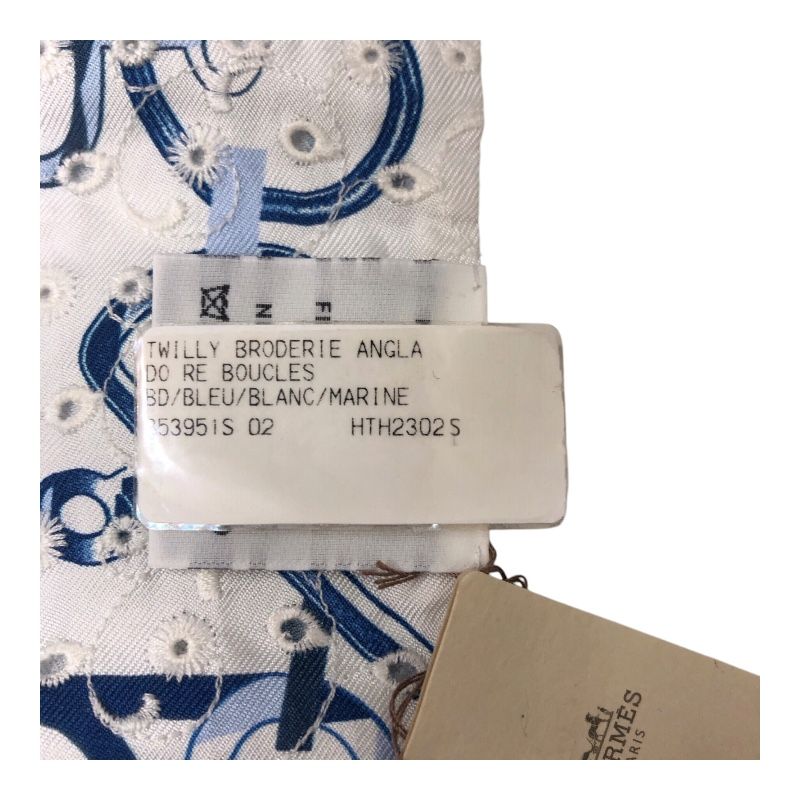 TWILLY BRODERIE ANGLA
DO RE BOUCLES
BD/BLEU/BLANC/MARINE
353951S 02 HTH2302S
HERMÈS
PARIS